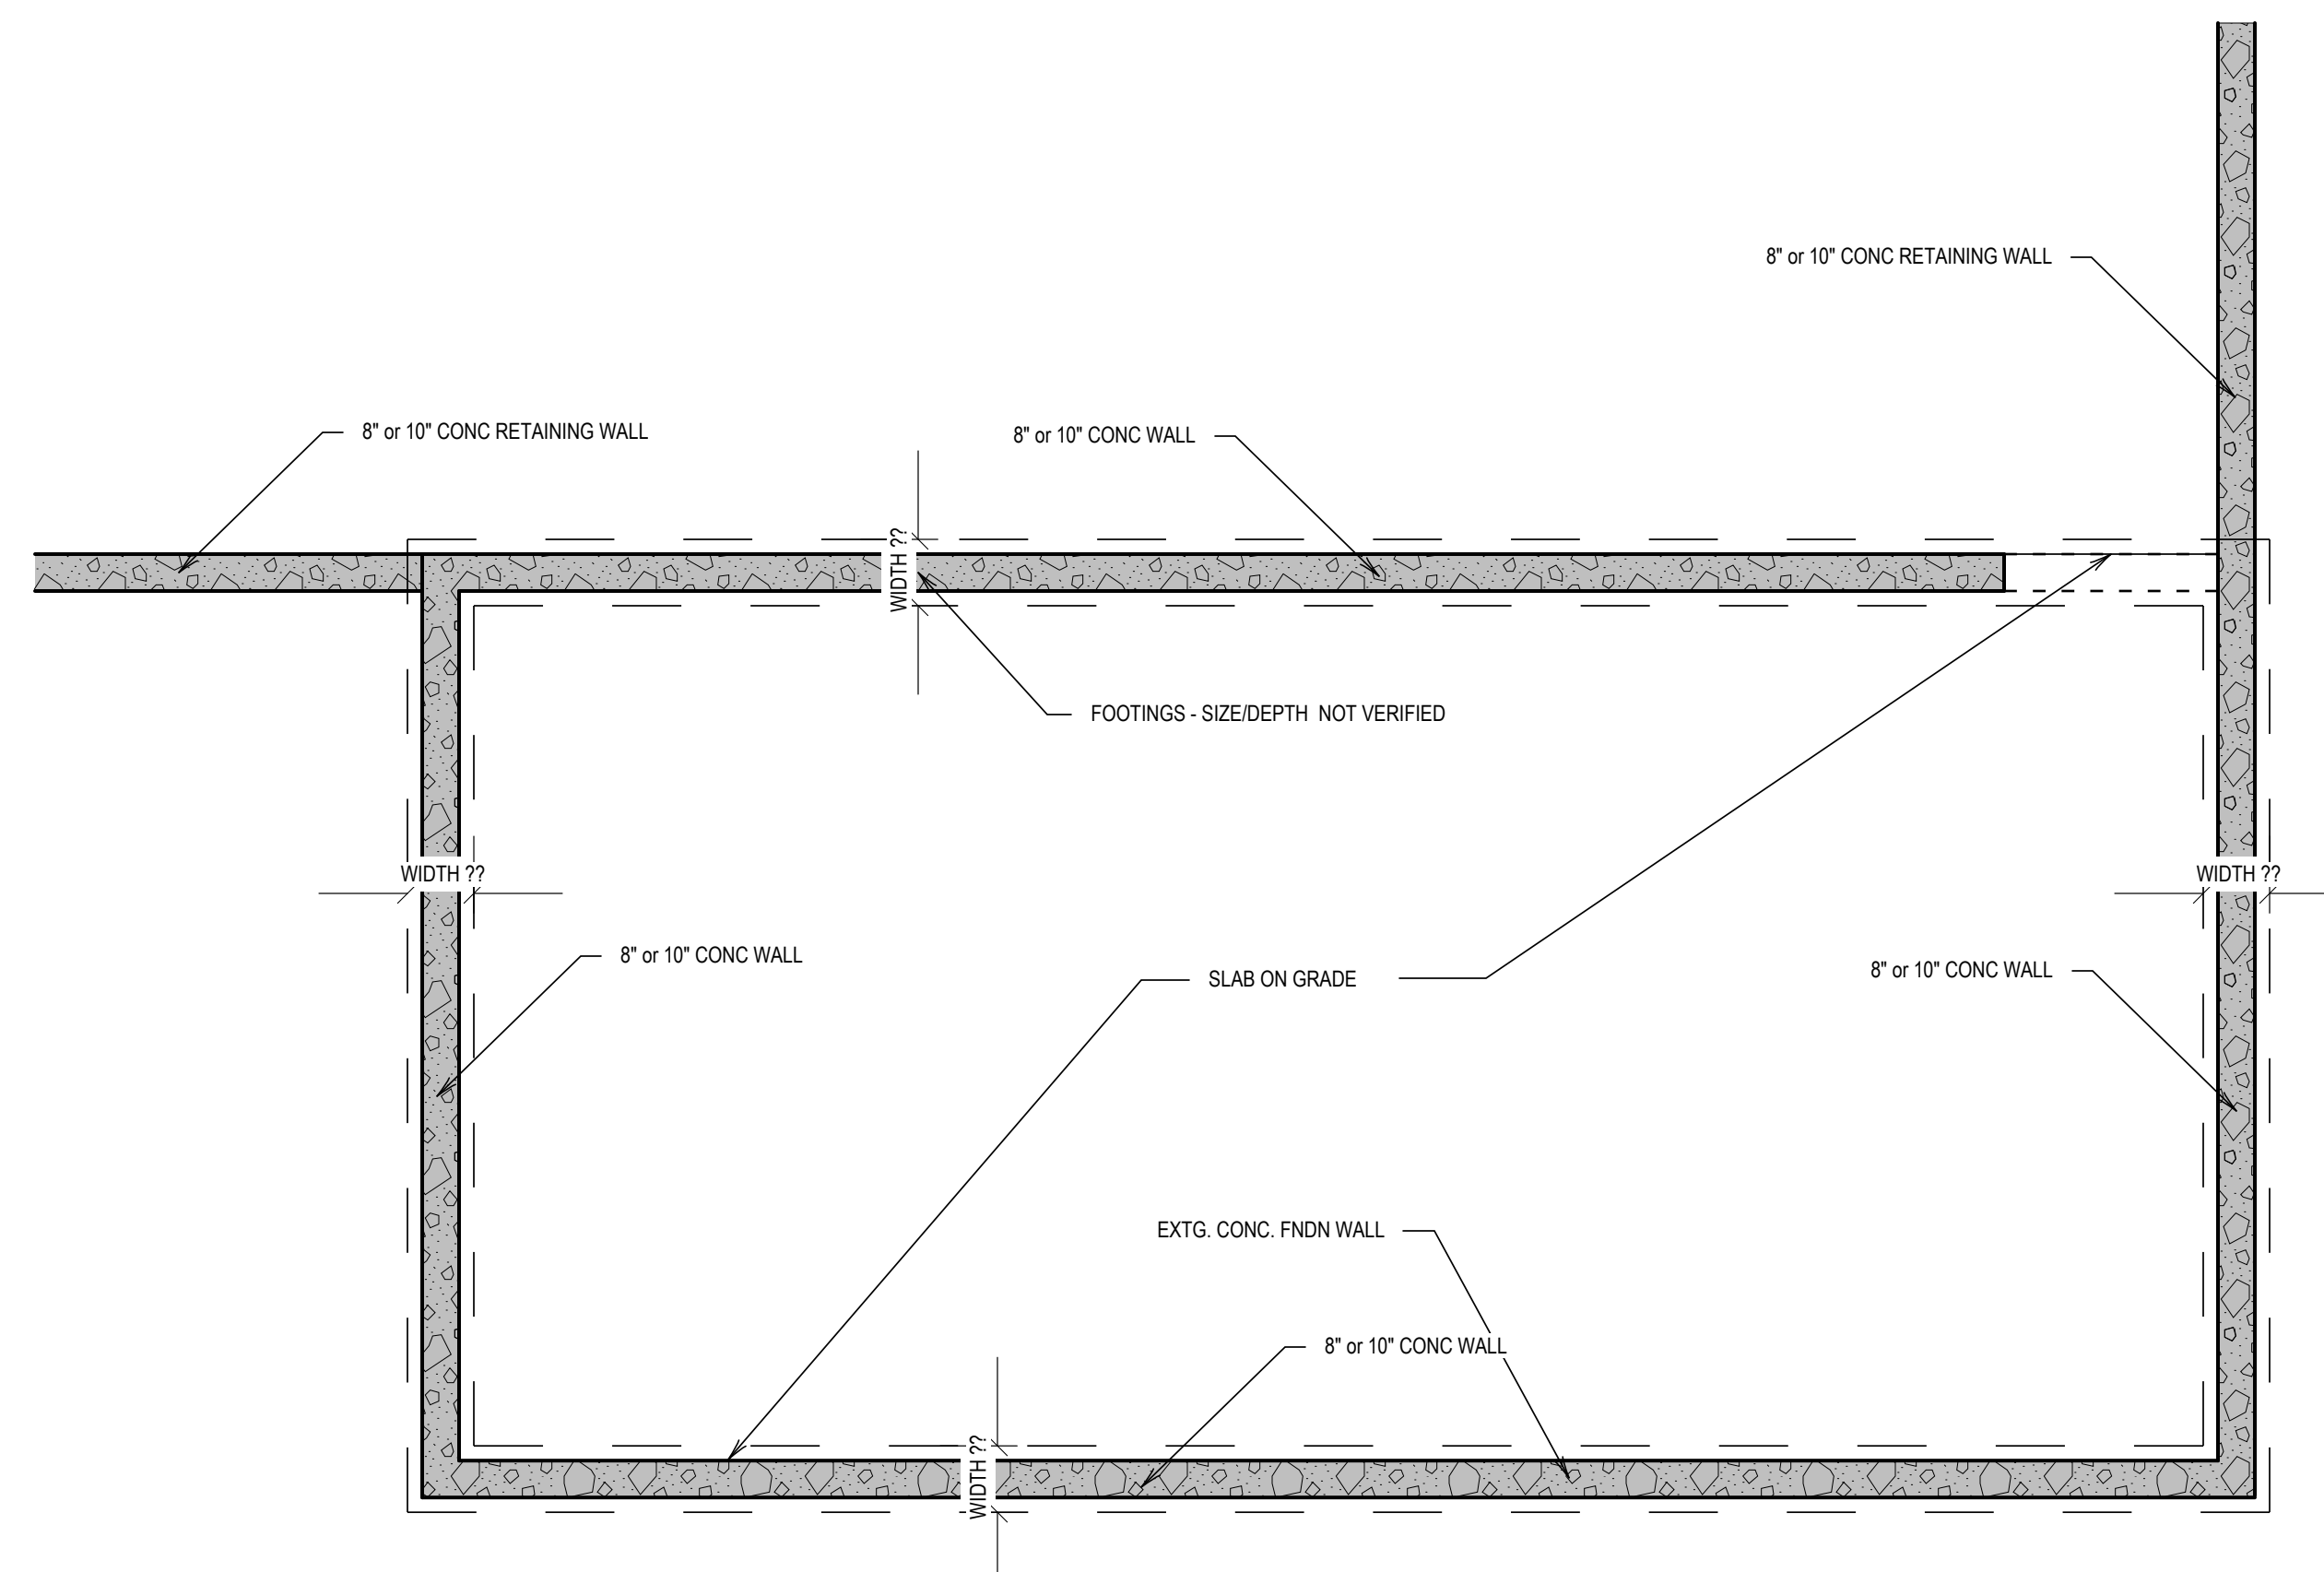 8" or 10" CONC RETAINING WALL
8" or 10" CONC RETAINING WALL
8" or 10" CONC WALL
WIDTH ??
FOOTINGS - SIZE/DEPTH  NOT VERIFIED
WIDTH ??
WIDTH ??
8" or 10" CONC WALL
SLAB ON GRADE
8" or 10" CONC WALL
EXTG. CONC. FNDN WALL
8" or 10" CONC WALL
WIDTH ??